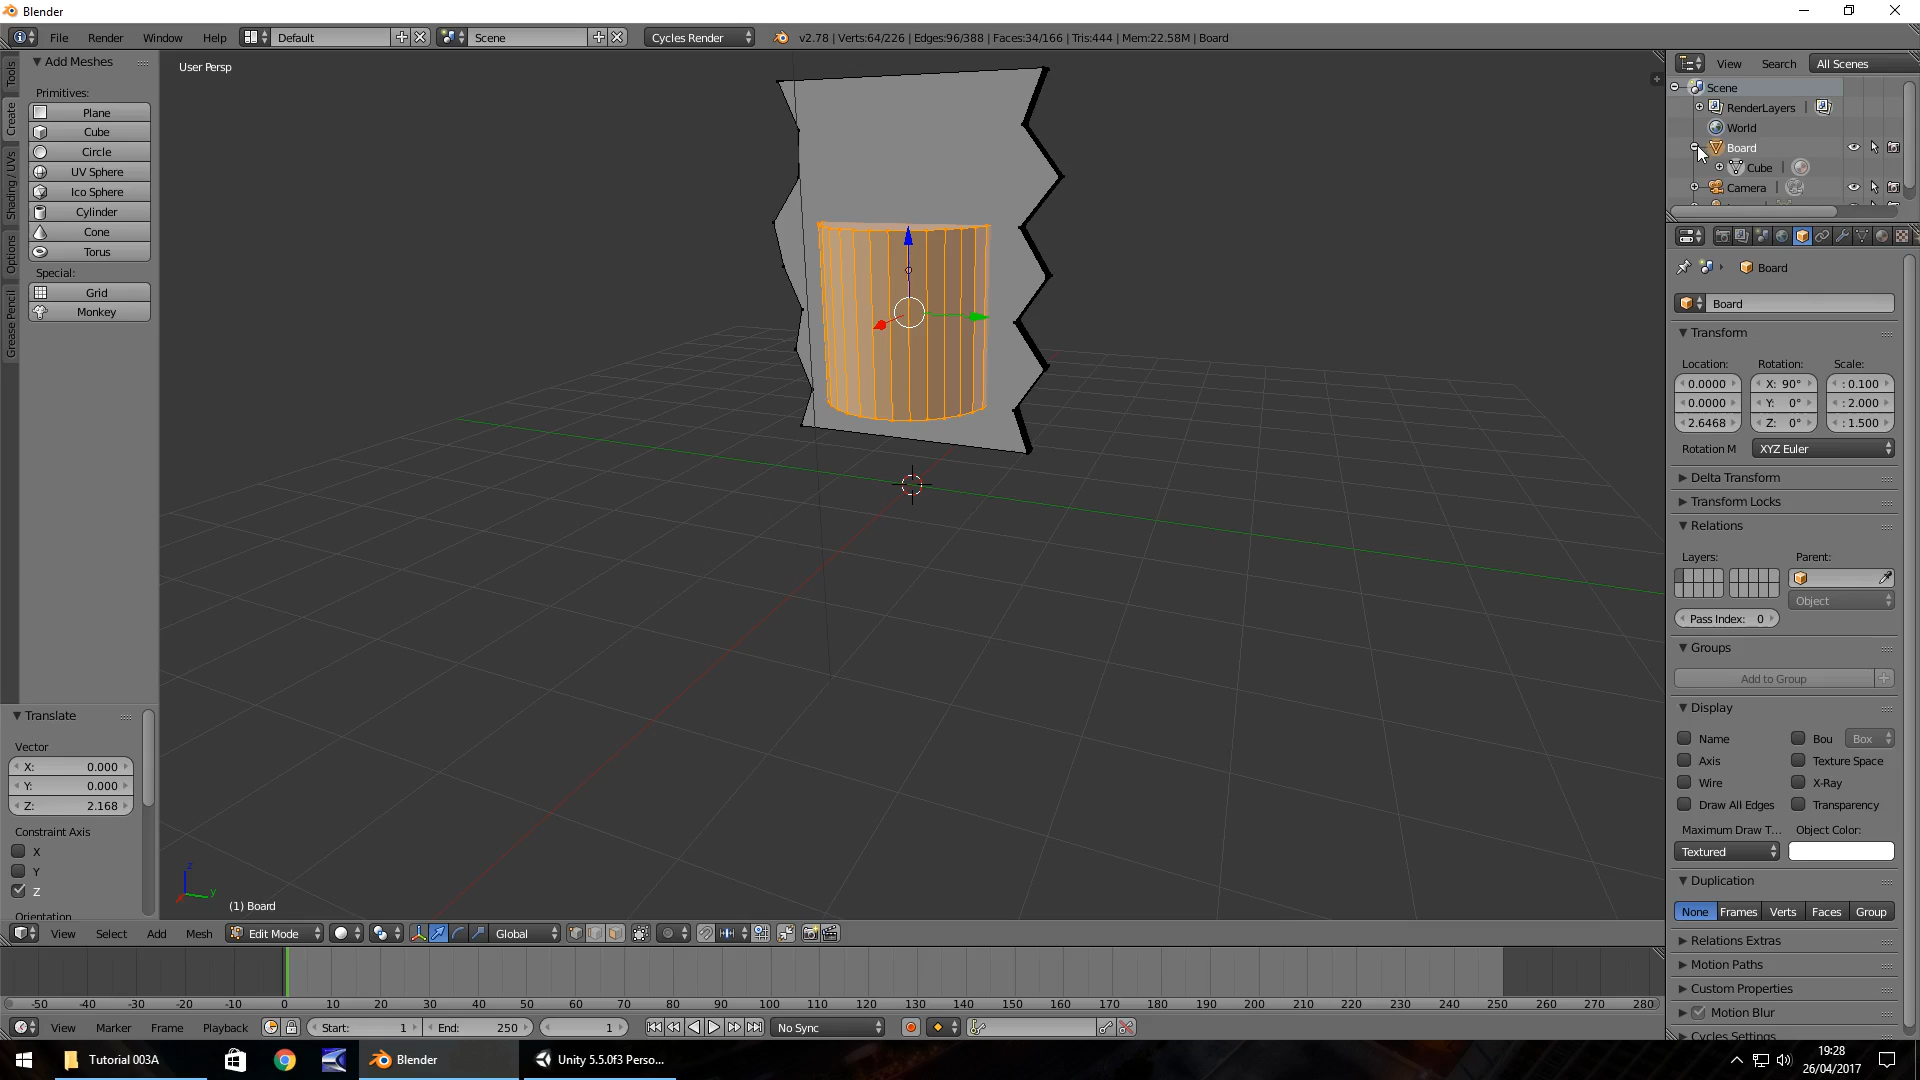 Blender
File Render Window Help Default Scene Cycles Render v2.78 | Verts:64/226 | Edges:96/388 | Faces:34/166 | Tris:444 | Mem:22.58M | Board
Tools
Create
Shading / UVs
Options
Grease Pencil
Add Meshes
Primitives:
Plane
Cube
Circle
UV Sphere
Ico Sphere
Cylinder
Cone
Torus
Special:
Grid
Monkey
Translate
Vector
X: 0.000
Y: 0.000
Z: 2.168
Constraint Axis
X
Y
Z
Orientation
User Persp
z
y
(1) Board
View Select Add Mesh Edit Mode Global
-50 -40 -30 -20 -10 0 10 20 30 40 50 60 70 80 90 100 110 120 130 140 150 160 170 180 190 200 210 220 230 240 250 260 270 280
View Marker Frame Playback Start: 1 End: 250 1 No Sync
View Search All Scenes
Scene
RenderLayers |
World
Board
Cube |
Camera |
Board
Board
Transform
Location: Rotation: Scale:
0.0000 X: 90° : 0.100
0.0000 Y: 0° : 2.000
2.6468 Z: 0° : 1.500
Rotation M XYZ Euler
Delta Transform
Transform Locks
Relations
Layers: Parent:
Object
Pass Index: 0
Groups
Add to Group
Display
Name Bou Box
Axis Texture Space
Wire X-Ray
Draw All Edges Transparency
Maximum Draw T... Object Color:
Textured
Duplication
None Frames Verts Faces Group
Relations Extras
Motion Paths
Custom Properties
Motion Blur
Cycles Settings
Tutorial 003A Blender Unity 5.5.0f3 Perso...
19:28
26/04/2017